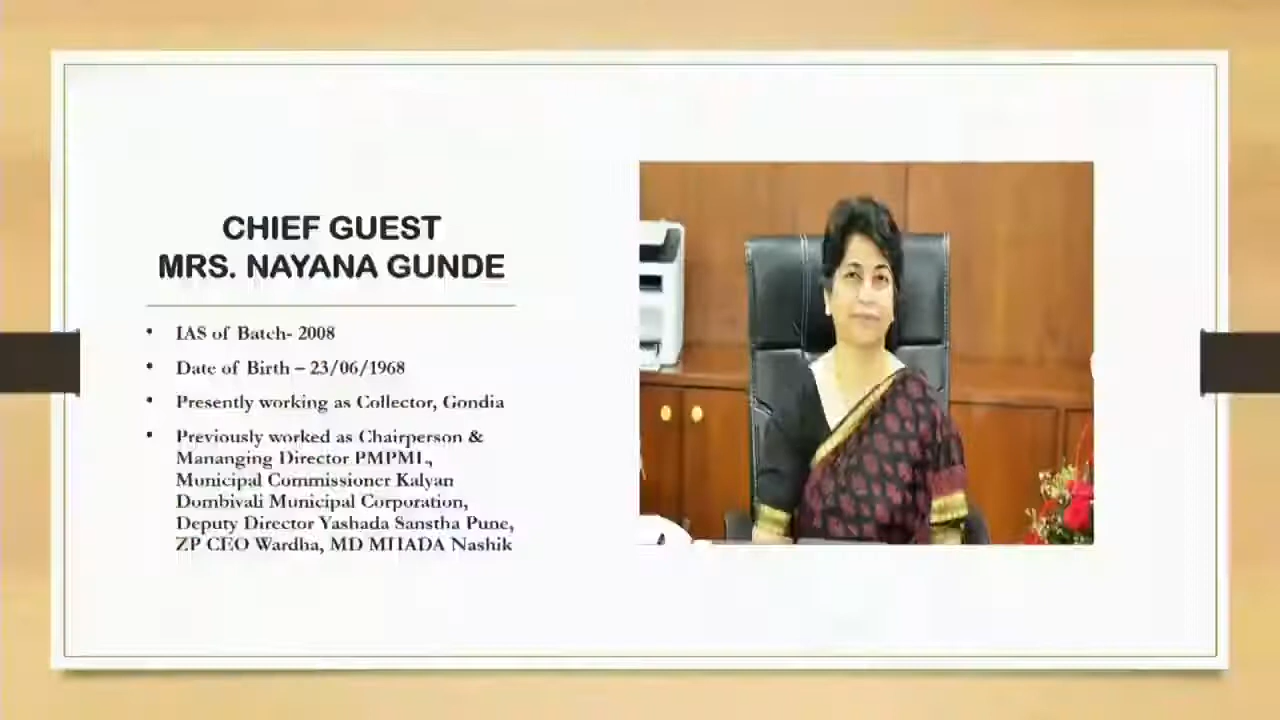 CHIEF GUEST
MRS. NAYANA GUNDE
• IAS of Batch- 2008
• Date of Birth – 23/06/1968
• Presently working as Collector, Gondia
• Previously worked as Chairperson &
Mananging Director PMPML,
Municipal Commissioner Kalyan
Dombivali Municipal Corporation,
Deputy Director Yashada Sanstha Pune,
ZP CEO Wardha, MD MHADA Nashik